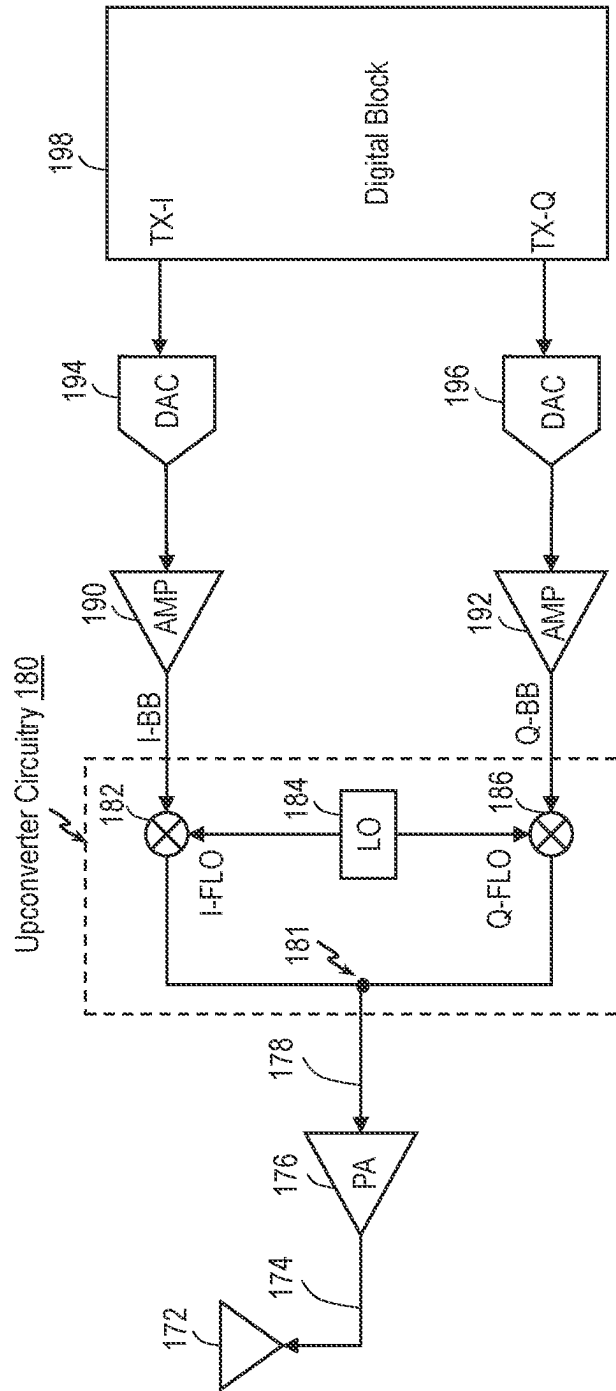 Upconverter Circuitry 180
172
174
176
PA
178
181
182
I-FLO
184
LO
Q-FLO
186
I-BB
Q-BB
190
AMP
192
AMP
194
DAC
196
DAC
198
TX-I
TX-Q
Digital Block